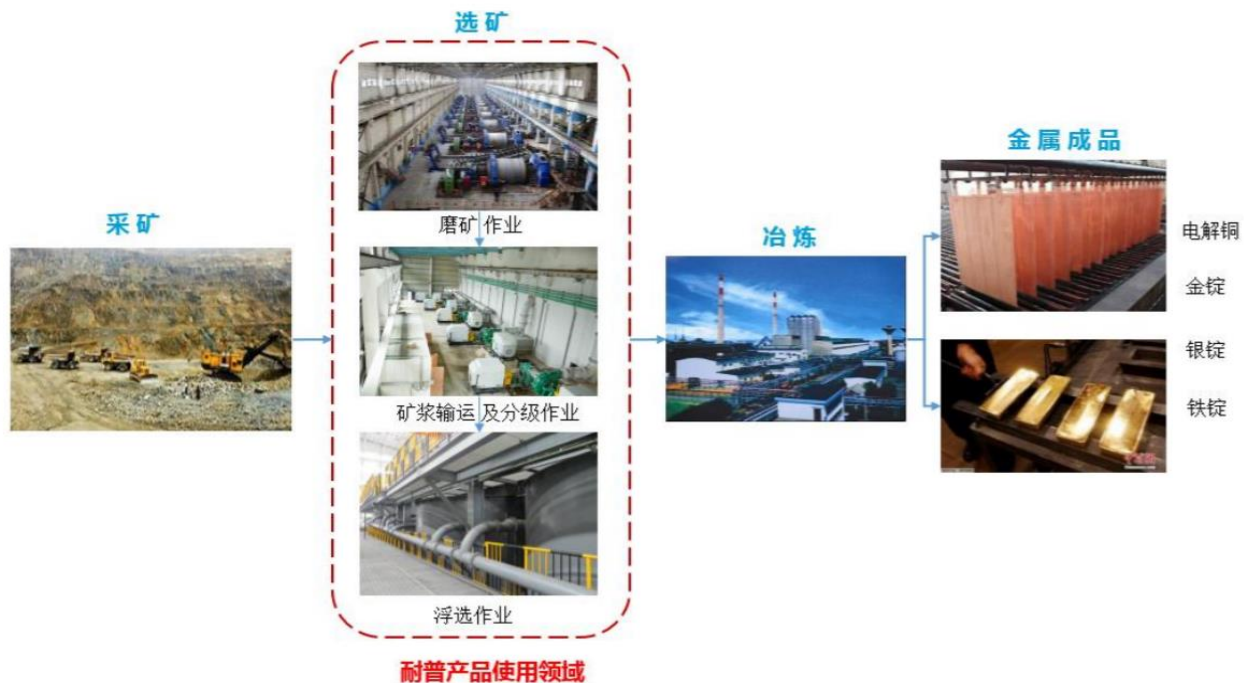 选矿
磨矿作业
矿浆输运及分级作业
浮选作业
耐普产品使用领域
采矿
冶炼
金属成品
电解铜
金锭
银锭
铁锭